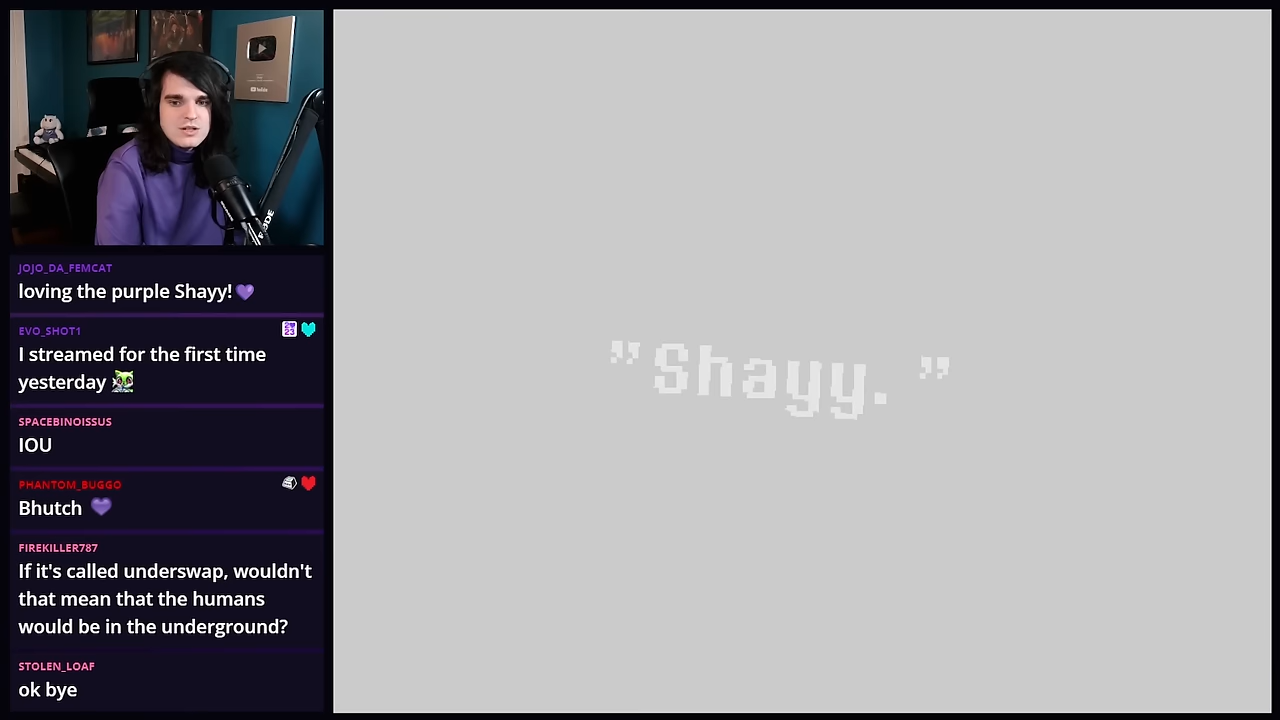 JOJO_DA_FEMCAT
loving the purple Shayy!
EVO_SHOT1
I streamed for the first time
yesterday
SPACEBINOISSUS
IOU
PHANTOM_BUGGO
Bhutch
FIREKILLER787
If it's called underswap, wouldn't
that mean that the humans
would be in the underground?
STOLEN_LOAF
ok bye
"Shayy. "